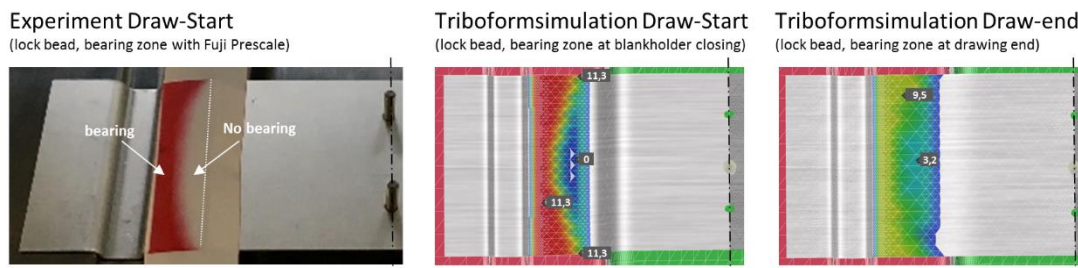 Experiment Draw-Start
(lock bead, bearing zone with Fuji Prescale)
bearing
No bearing
Triboformsimulation Draw-Start
(lock bead, bearing zone at blankholder closing)
11,3
0
11,3
11,3
Triboformsimulation Draw-end
(lock bead, bearing zone at drawing end)
9,5
3,2